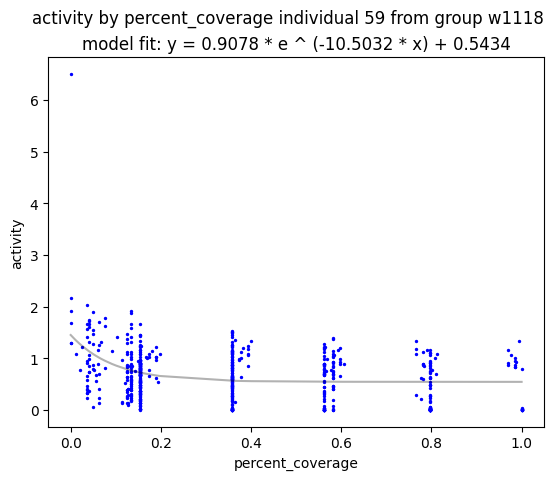 activity by percent_coverage individual 59 from group w1118
model fit: y = 0.9078 * e ^ (-10.5032 * x) + 0.5434
activity
6
5
4
3
2
1
0
0.0 0.2 0.4 0.6 0.8 1.0
percent_coverage